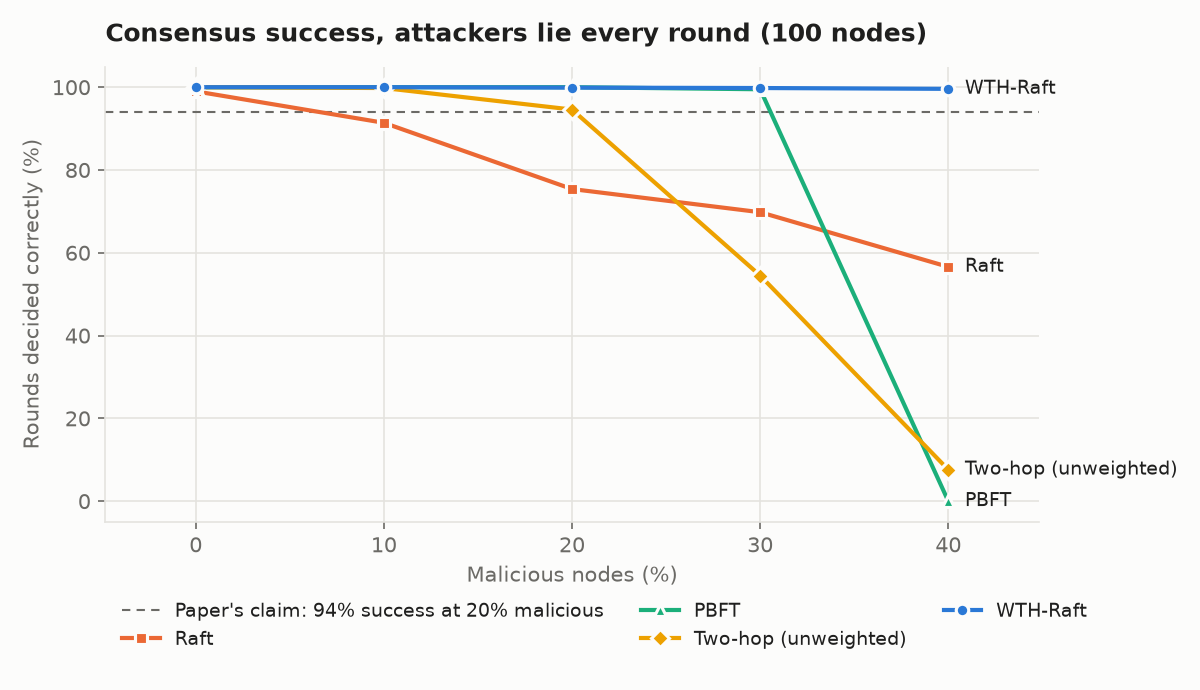 Consensus success, attackers lie every round (100 nodes)
Rounds decided correctly (%)
100
80
60
40
20
0
WTH-Raft
Raft
Two-hop (unweighted)
PBFT
0 10 20 30 40
Malicious nodes (%)
Paper's claim: 94% success at 20% malicious PBFT WTH-Raft
Raft Two-hop (unweighted)